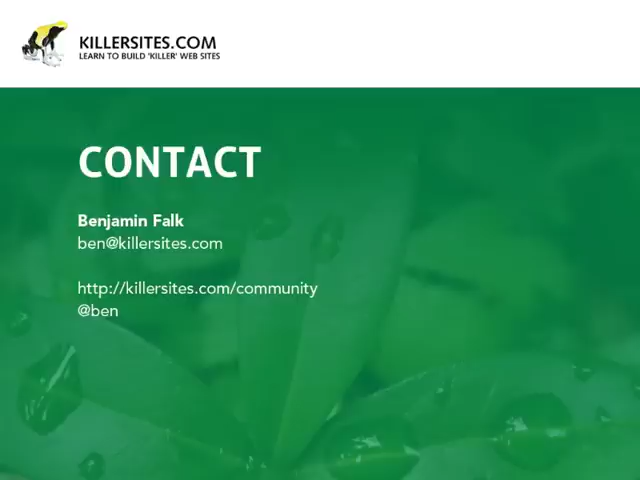 KILLERSITES.COM
LEARN TO BUILD 'KILLER' WEB SITES
CONTACT
Benjamin Falk
ben@killersites.com
http://killersites.com/community
@ben